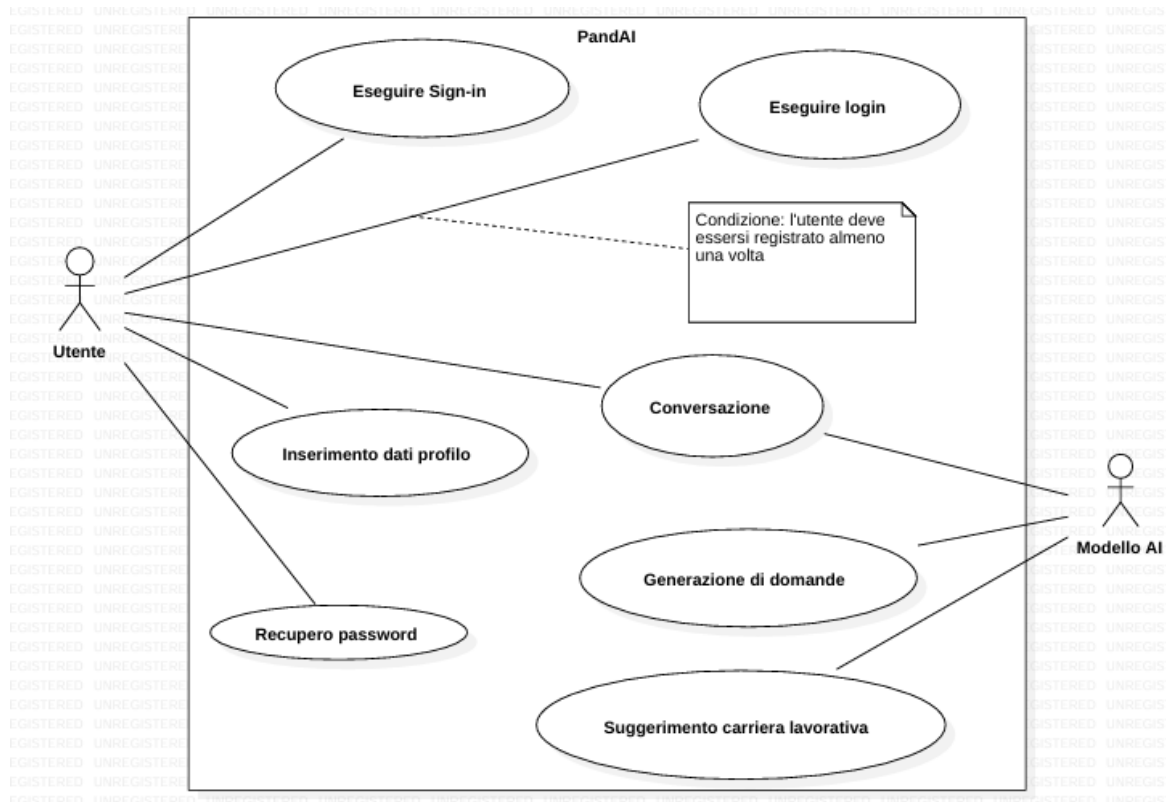 PandAI
Eseguire Sign-in
Eseguire login
Condizione: l'utente deve
essersi registrato almeno
una volta
Utente
Conversazione
Inserimento dati profilo
Modello AI
Generazione di domande
Recupero password
Suggerimento carriera lavorativa